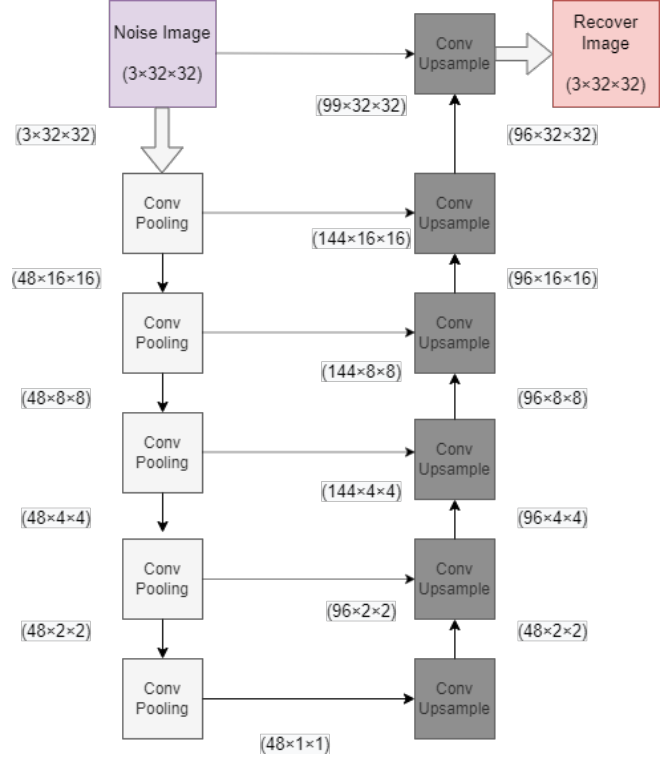 Noise Image
(3×32×32)
Conv
Upsample
Recover
Image
(3×32×32)
(3×32×32)
(99×32×32)
(96×32×32)
Conv
Pooling
Conv
Upsample
(144×16×16)
(48×16×16)
(96×16×16)
Conv
Pooling
Conv
Upsample
(144×8×8)
(48×8×8)
(96×8×8)
Conv
Pooling
Conv
Upsample
(144×4×4)
(48×4×4)
(96×4×4)
Conv
Pooling
Conv
Upsample
(96×2×2)
(48×2×2)
(48×2×2)
Conv
Pooling
Conv
Upsample
(48×1×1)